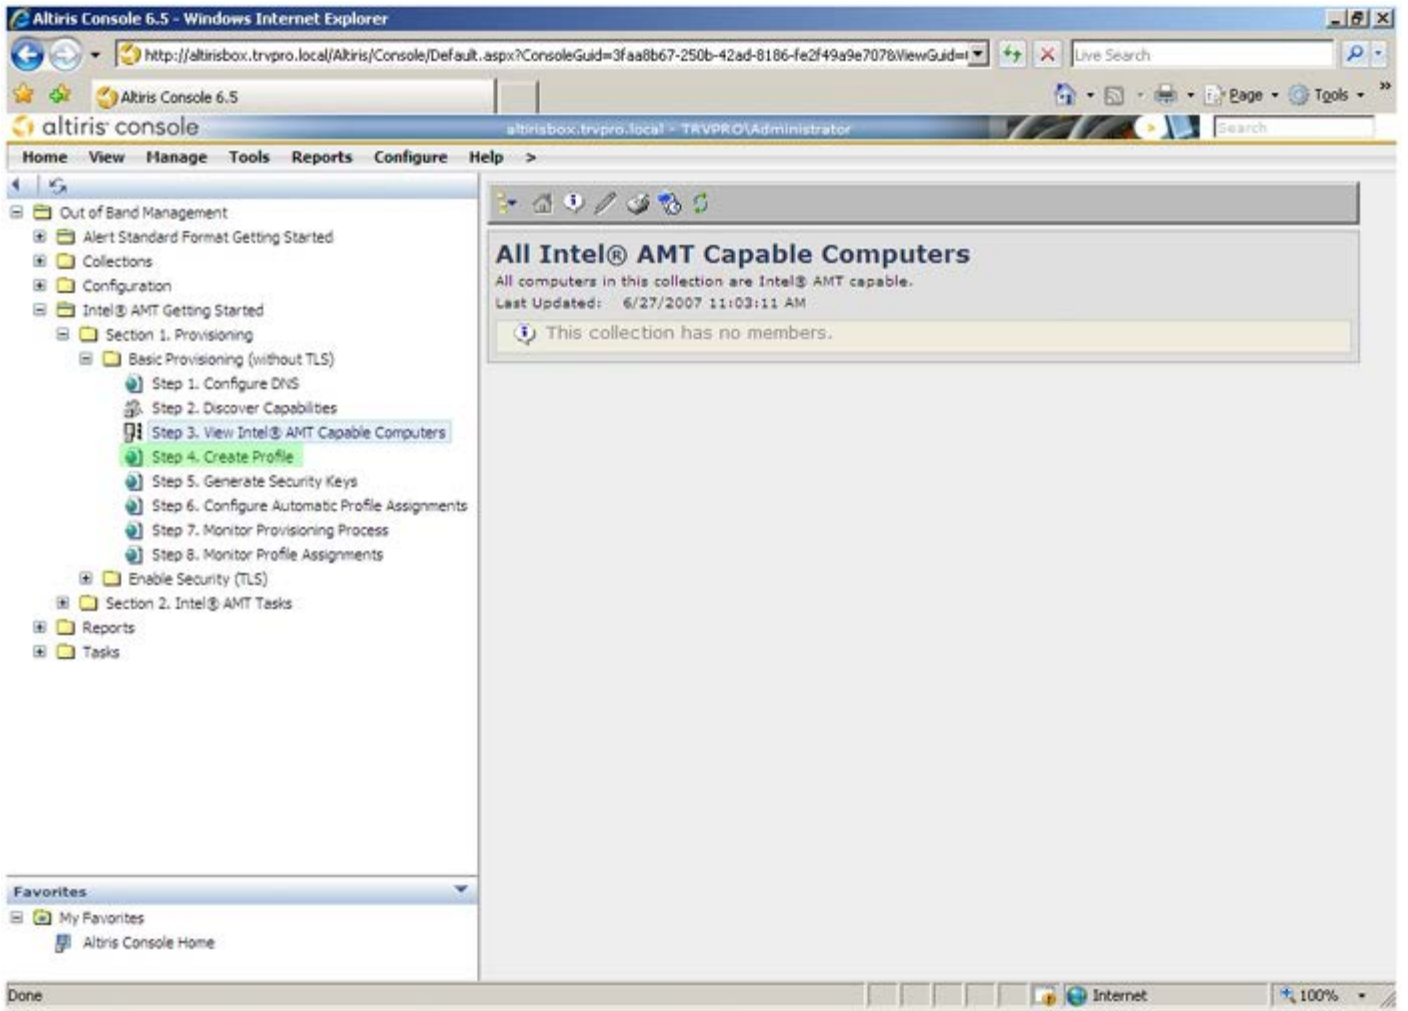 Altiris Console 6.5 - Windows Internet Explorer
http://altirisbox.trvpro.local/Altiris/Console/Default.aspx?ConsoleGuid=3faa8b67-250b-42ad-8186-fe2f49a9e707&ViewGuid=
Live Search
Altiris Console 6.5
Page
Tools
altiris console
altirisbox.trvpro.local - TRVPRO\Administrator
Search
Home View Manage Tools Reports Configure Help >
Out of Band Management
Alert Standard Format Getting Started
Collections
Configuration
Intel® AMT Getting Started
Section 1. Provisioning
Basic Provisioning (without TLS)
Step 1. Configure DNS
Step 2. Discover Capabilities
Step 3. View Intel® AMT Capable Computers
Step 4. Create Profile
Step 5. Generate Security Keys
Step 6. Configure Automatic Profile Assignments
Step 7. Monitor Provisioning Process
Step 8. Monitor Profile Assignments
Enable Security (TLS)
Section 2. Intel® AMT Tasks
Reports
Tasks
All Intel® AMT Capable Computers
All computers in this collection are Intel® AMT capable.
Last Updated: 6/27/2007 11:03:11 AM
This collection has no members.
Favorites
My Favorites
Altiris Console Home
Done
Internet
100%